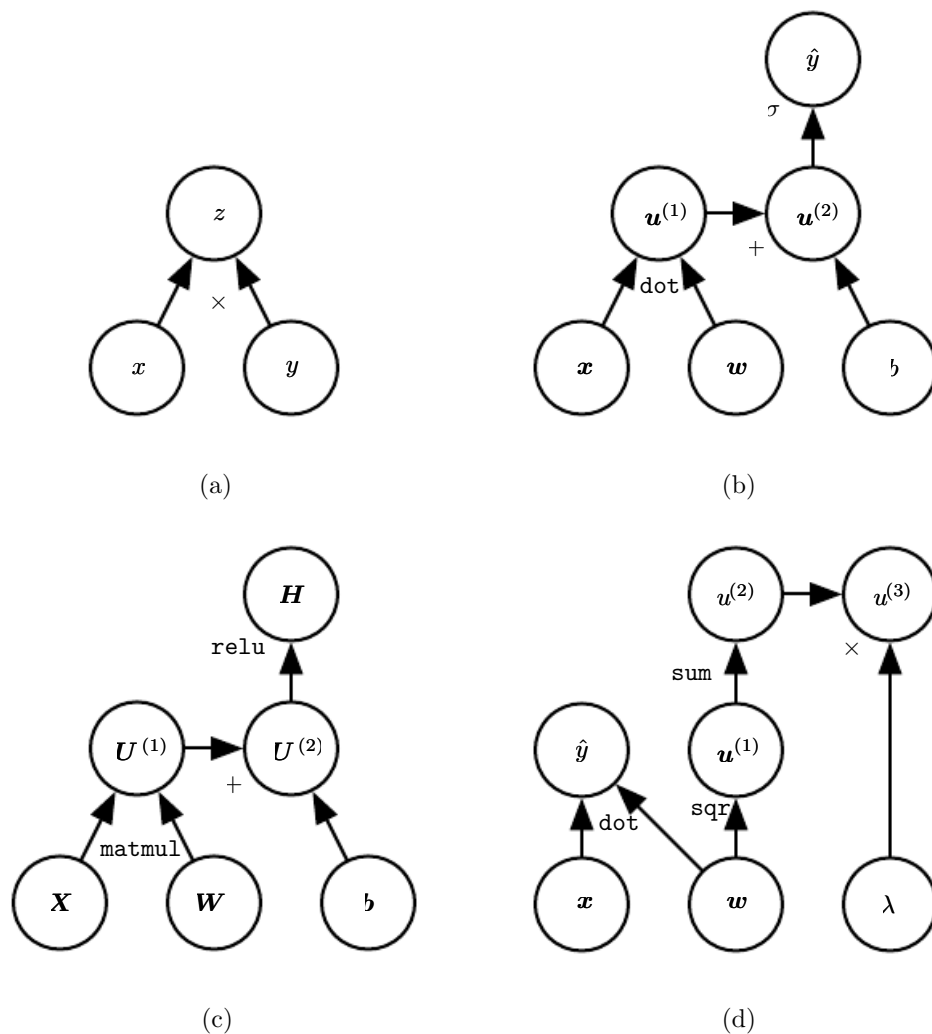 z
×
x
y
(a)
ŷ
σ
u(1)
u(2)
+
dot
x
w
b
(b)
H
relu
U(1)
U(2)
+
matmul
X
W
b
(c)
u(2)
u(3)
×
sum
ŷ
u(1)
dot
sqr
x
w
λ
(d)